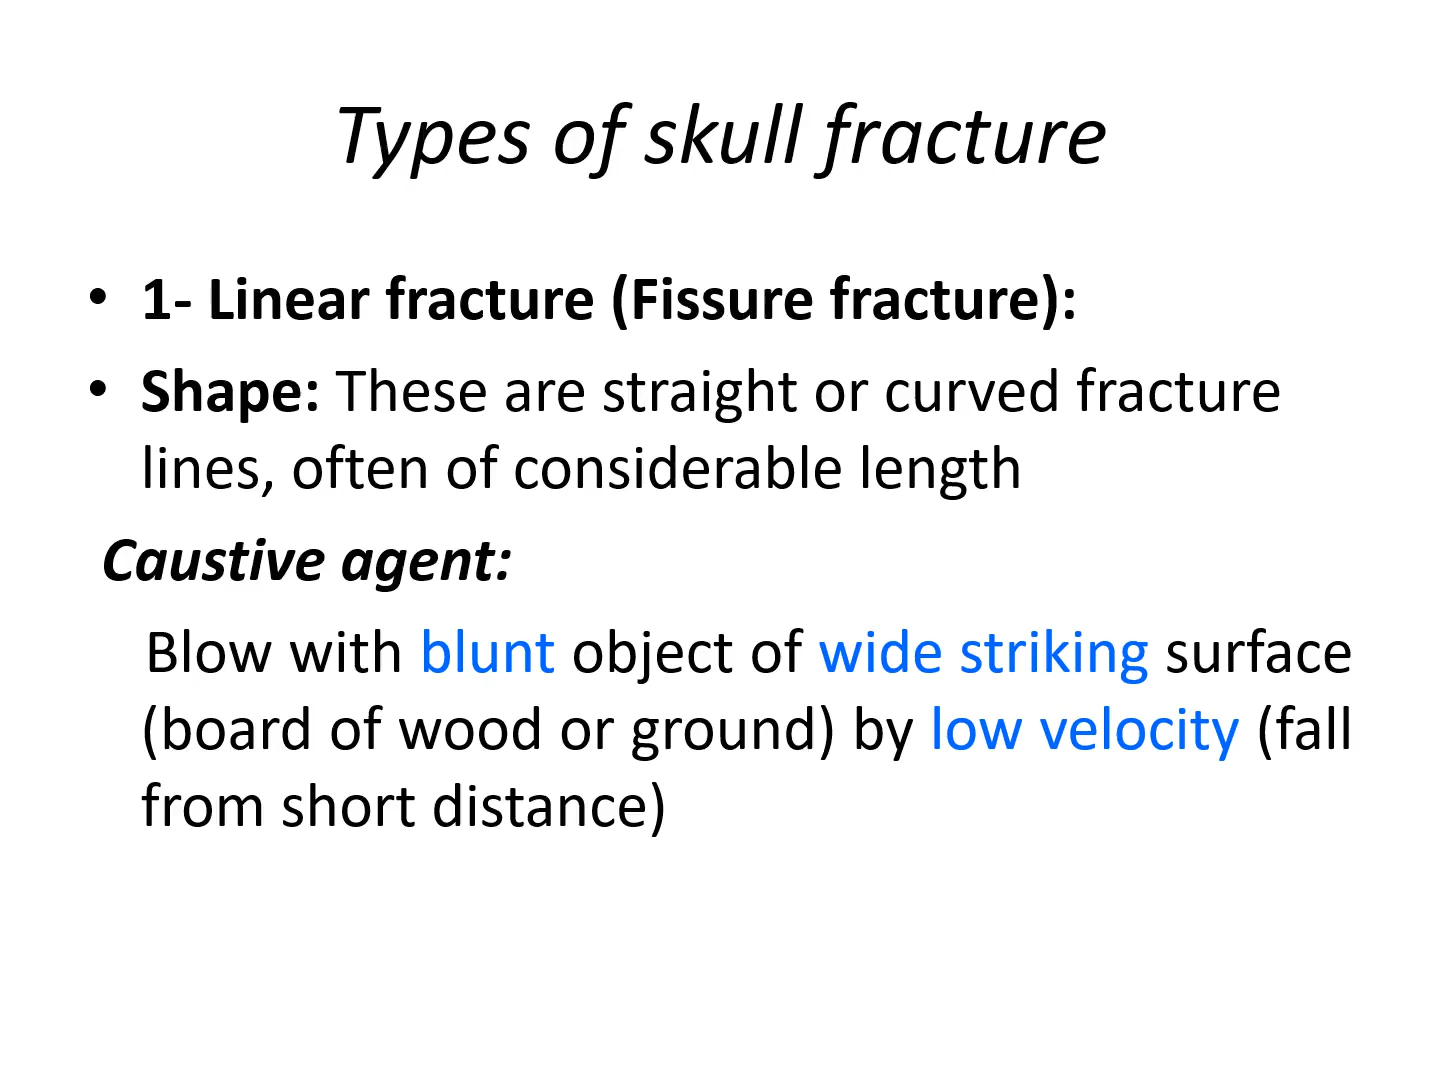 Types of skull fracture
• 1- Linear fracture (Fissure fracture):
• Shape: These are straight or curved fracture
lines, often of considerable length
Caustive agent:
Blow with blunt object of wide striking surface
(board of wood or ground) by low velocity (fall
from short distance)